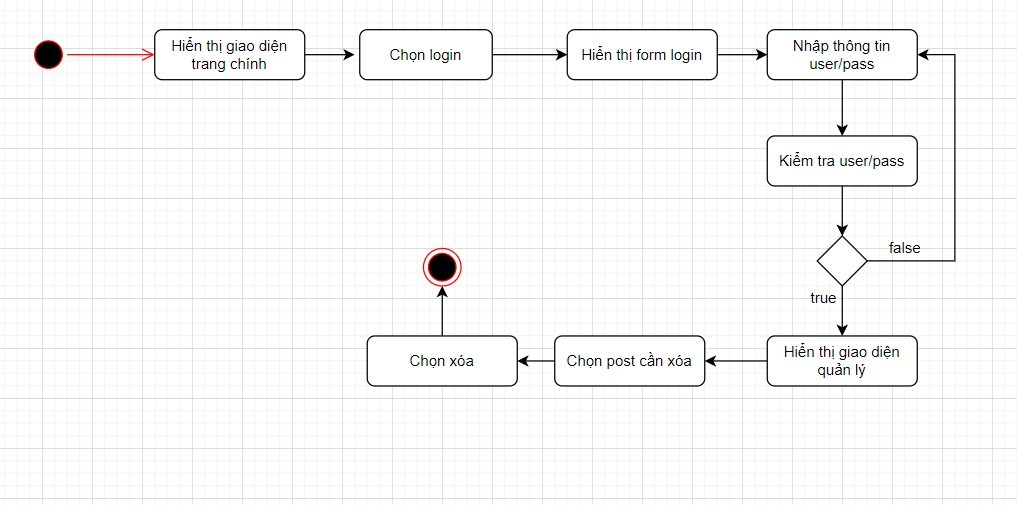 Hiển thị giao diện
trang chính
Chọn login
Hiển thị form login
Nhập thông tin
user/pass
Kiểm tra user/pass
false
true
Hiển thị giao diện
quản lý
Chọn post cần xóa
Chọn xóa